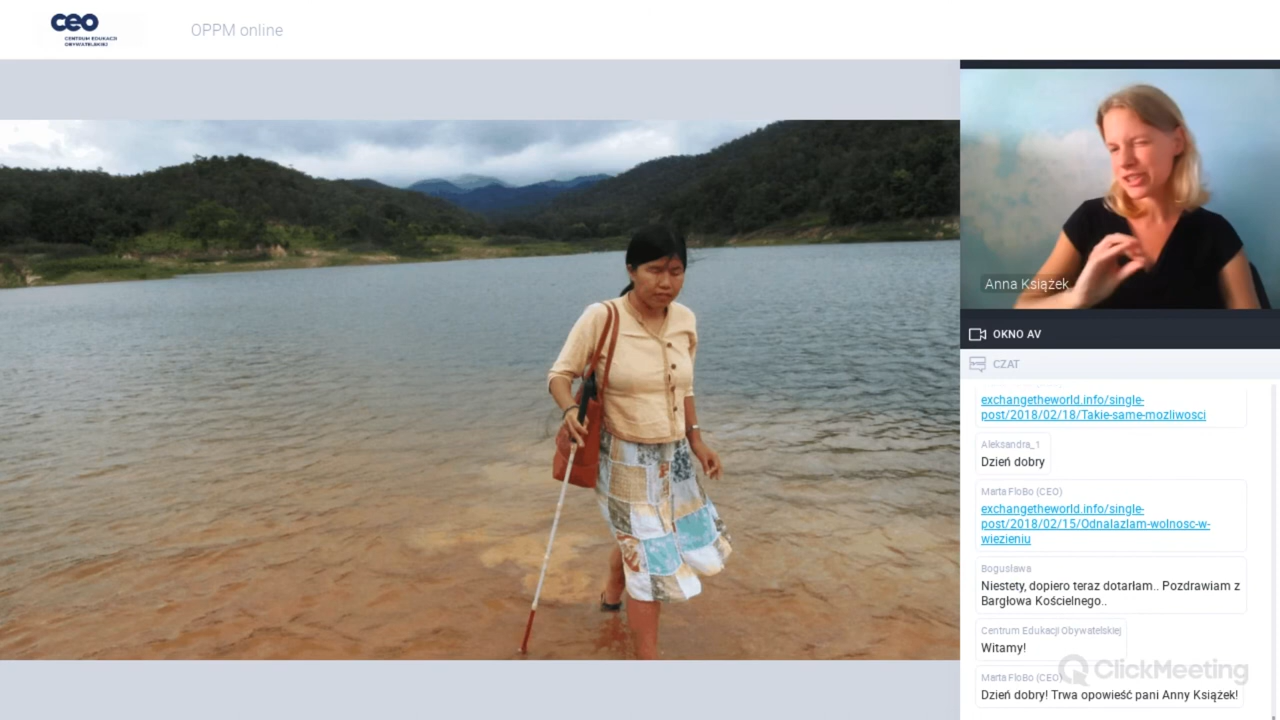 ceo
CENTRUM EDUKACJI
OBYWATELSKIEJ
OPPM online
Anna Książek
OKNO AV
CZAT
exchangetheworld.info/single-
post/2018/02/18/Takie-same-mozliwosci
Aleksandra_1
Dzień dobry
Marta FloBo (CEO)
exchangetheworld.info/single-
post/2018/02/15/Odnalazlam-wolnosc-w-
wiezieniu
Bogusława
Niestety, dopiero teraz dotarłam.. Pozdrawiam z
Bargłowa Kościelnego..
Centrum Edukacji Obywatelskiej
Witamy!
ClickMeeting
Marta FloBo (CEO)
Dzień dobry! Trwa opowieść pani Anny Książek!